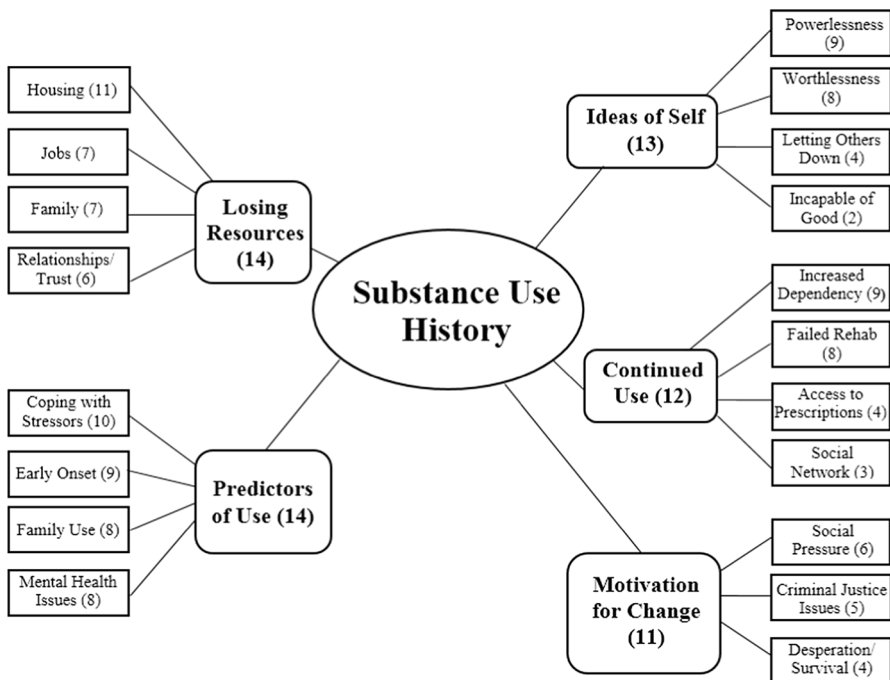 Substance Use
History
Losing
Resources
(14)
Housing (11)
Jobs (7)
Family (7)
Relationships/
Trust (6)
Predictors
of Use (14)
Coping with
Stressors (10)
Early Onset (9)
Family Use (8)
Mental Health
Issues (8)
Ideas of Self
(13)
Powerlessness
(9)
Worthlessness
(8)
Letting Others
Down (4)
Incapable of
Good (2)
Continued
Use (12)
Increased
Dependency (9)
Failed Rehab
(8)
Access to
Prescriptions (4)
Social
Network (3)
Motivation
for Change
(11)
Social
Pressure (6)
Criminal Justice
Issues (5)
Desperation/
Survival (4)